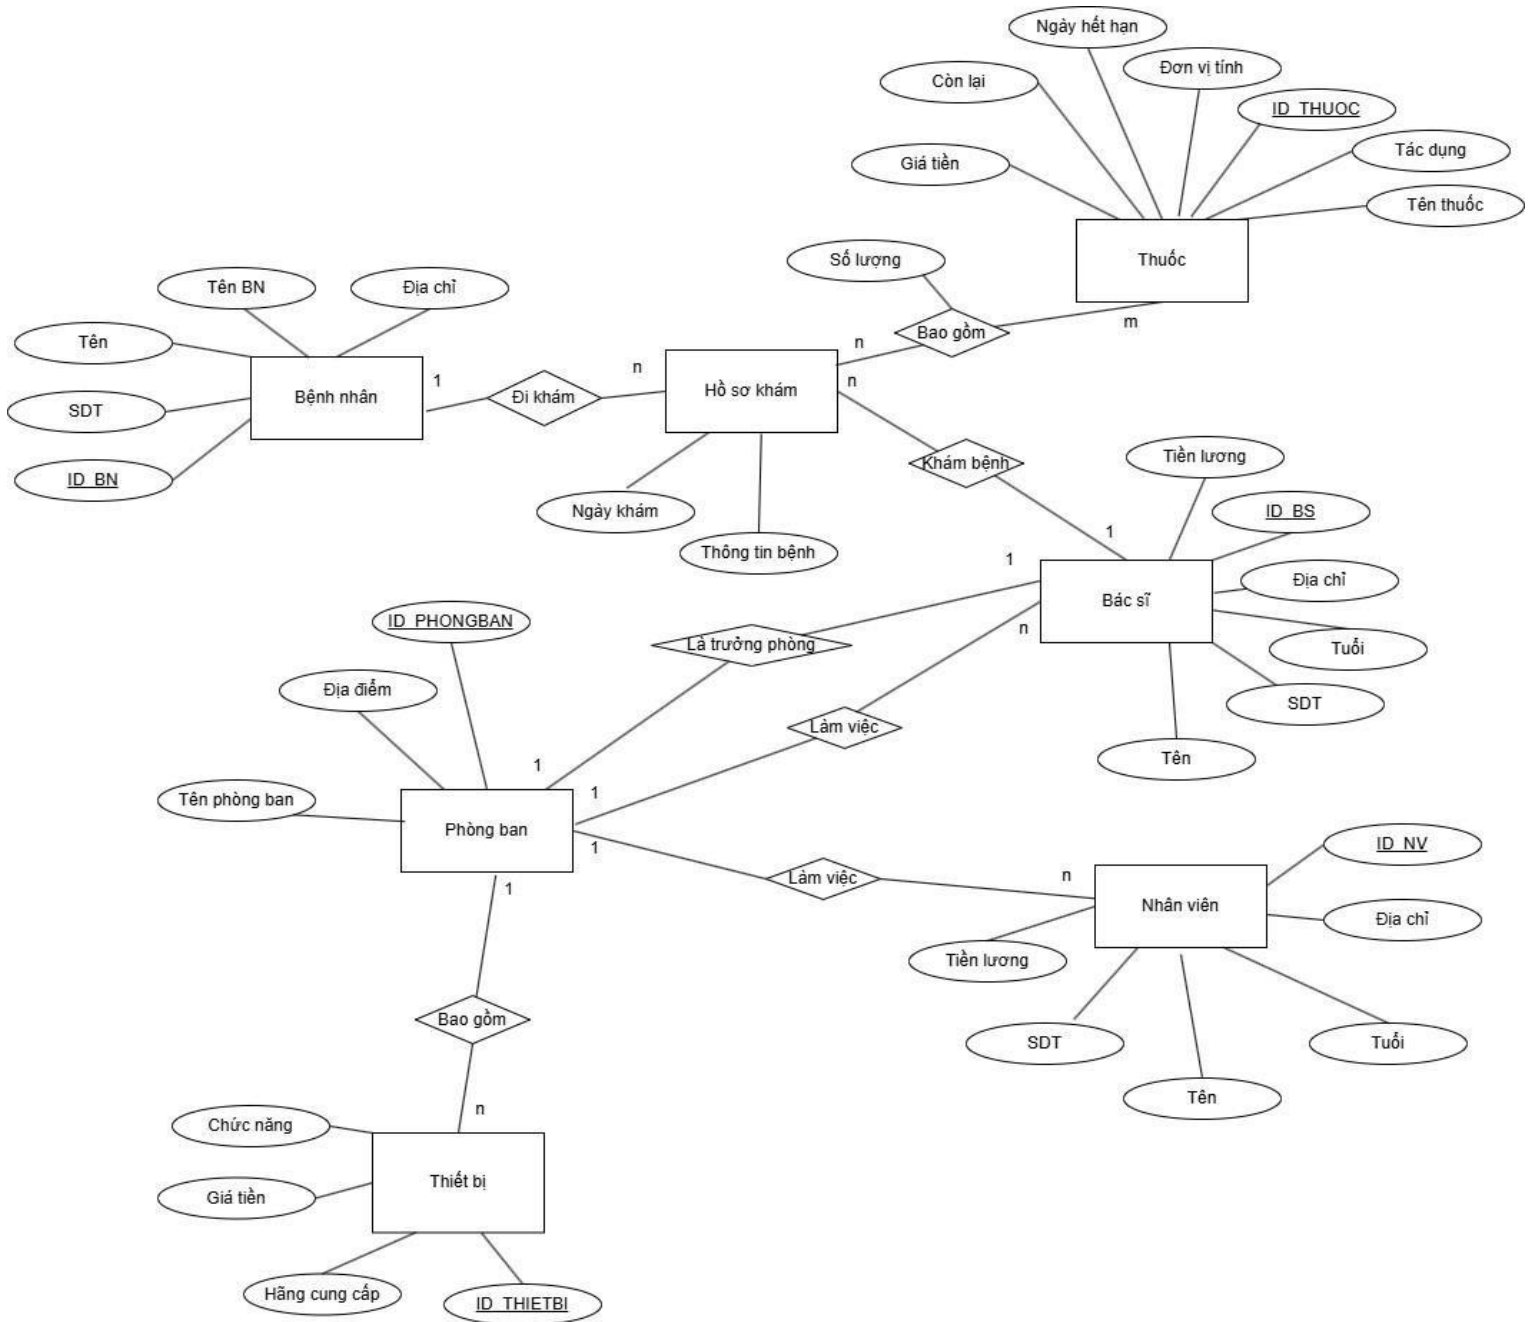 Ngày hết hạn
Đơn vị tính
Còn lại
ID_THUOC
Tác dụng
Giá tiền
Tên thuốc
Thuốc
Số lượng
Tên BN
Địa chỉ
Bao gồm
m
Tên
n
n
1
n
Bệnh nhân
Đi khám
Hồ sơ khám
SDT
Khám bệnh
Tiền lương
ID_BN
Ngày khám
ID_BS
Thông tin bệnh
1
1
Địa chỉ
Bác sĩ
ID_PHONGBAN
n
Là trưởng phòng
Tuổi
Địa điểm
SDT
Làm việc
Tên
1
1
Tên phòng ban
Phòng ban
1
ID_NV
1
Làm việc
n
Nhân viên
Địa chỉ
Tiền lương
Bao gồm
SDT
Tuổi
Tên
n
Chức năng
Thiết bị
Giá tiền
Hãng cung cấp
ID_THIETBI